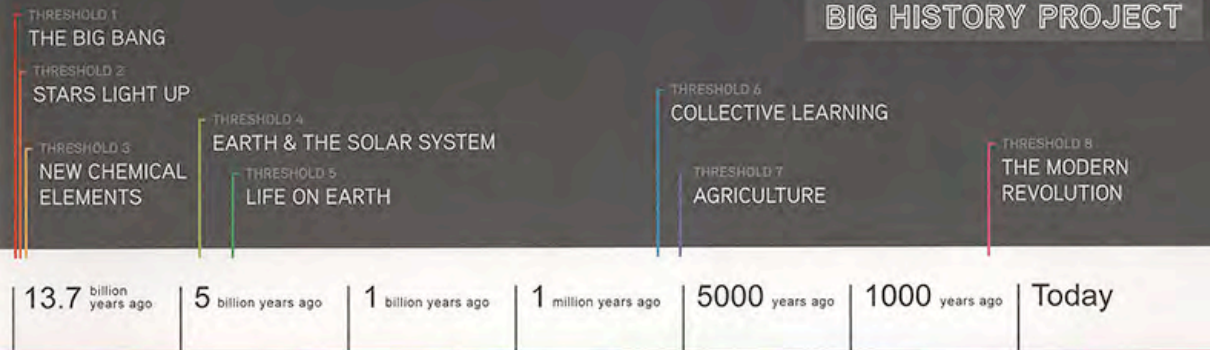 BIG HISTORY PROJECT
THRESHOLD 1
THE BIG BANG
THRESHOLD 2
STARS LIGHT UP
THRESHOLD 3
NEW CHEMICAL
ELEMENTS
THRESHOLD 4
EARTH & THE SOLAR SYSTEM
THRESHOLD 5
LIFE ON EARTH
THRESHOLD 6
COLLECTIVE LEARNING
THRESHOLD 7
AGRICULTURE
THRESHOLD 8
THE MODERN
REVOLUTION
13.7 billion years ago
5 billion years ago
1 billion years ago
1 million years ago
5000 years ago
1000 years ago
Today